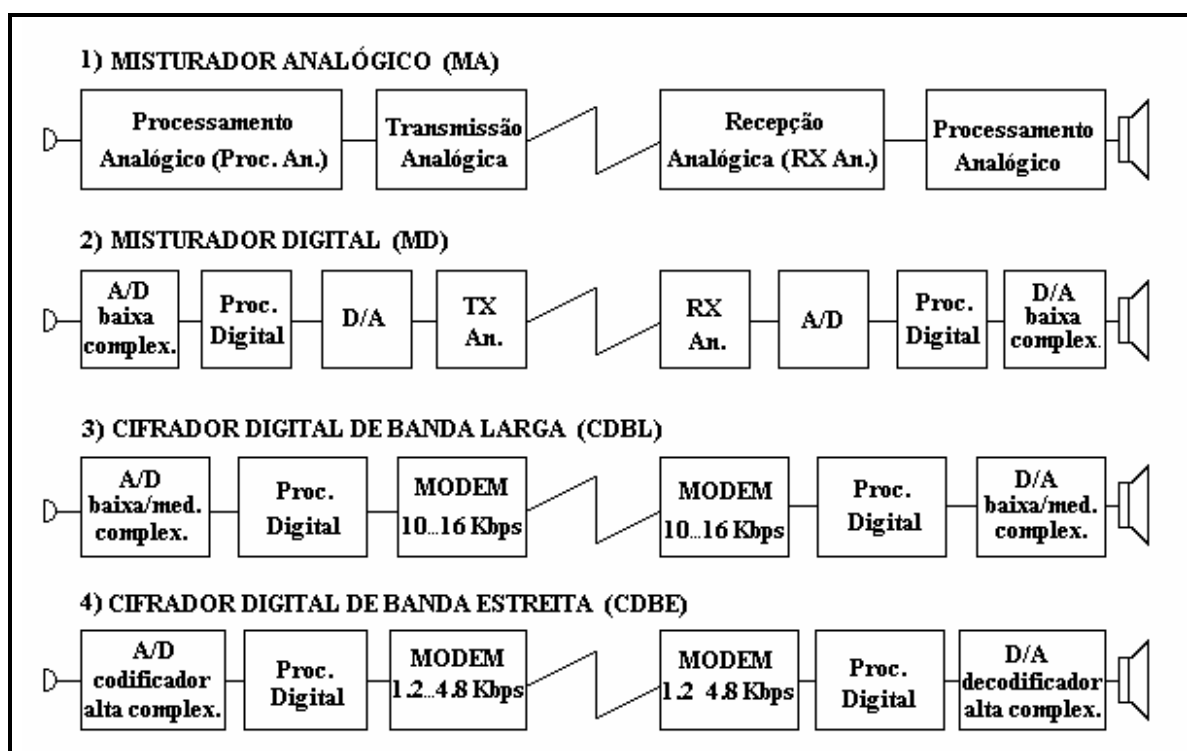 1) MISTURADOR ANALÓGICO (MA)
Processamento
Analógico (Proc. An.)
Transmissão
Analógica
Recepção
Analógica (RX An.)
Processamento
Analógico
2) MISTURADOR DIGITAL (MD)
A/D
baixa
complex.
Proc.
Digital
D/A
TX
An.
RX
An.
A/D
Proc.
Digital
D/A
baixa
complex.
3) CIFRADOR DIGITAL DE BANDA LARGA (CDBL)
A/D
baixa/med.
complex.
Proc.
Digital
MODEM
10...16 Kbps
MODEM
10...16 Kbps
Proc.
Digital
D/A
baixa/med.
complex.
4) CIFRADOR DIGITAL DE BANDA ESTREITA (CDBE)
A/D
codificador
alta complex.
Proc.
Digital
MODEM
1.2...4.8 Kbps
MODEM
1.2 4.8 Kbps
Proc.
Digital
D/A
decodificador
alta complex.